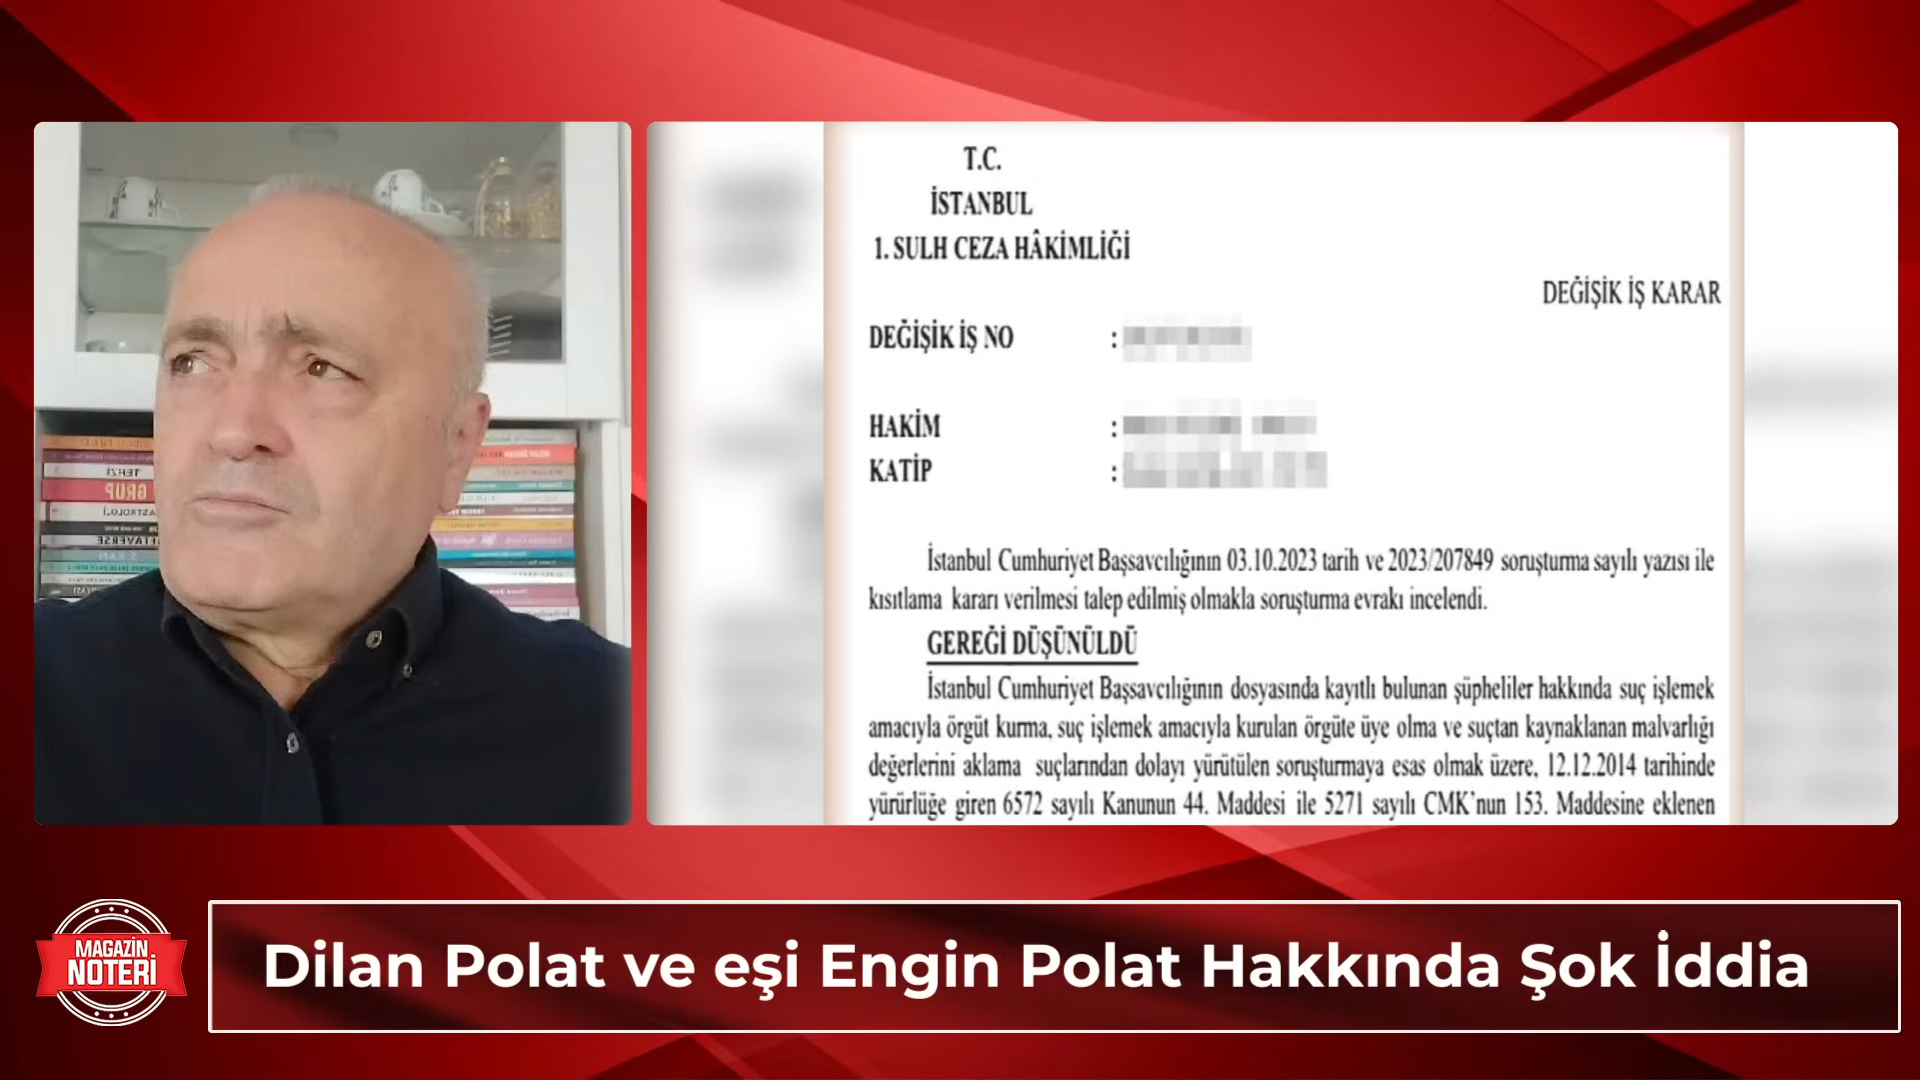 TERZİ
GRUP
ASTROLOJİ
T.C.
İSTANBUL
1. SULH CEZA HÂKİMLİĞİ
DEĞİŞİK İŞ KARAR
DEĞİŞİK İŞ NO :
HAKİM :
KATİP :
İstanbul Cumhuriyet Başsavcılığının 03.10.2023 tarih ve 2023/207849 soruşturma sayılı yazısı ile
kısıtlama kararı verilmesi talep edilmiş olmakla soruşturma evrakı incelendi.
GEREĞİ DÜŞÜNÜLDÜ
İstanbul Cumhuriyet Başsavcılığının dosyasında kayıtlı bulunan şüpheliler hakkında suç işlemek
amacıyla örgüt kurma, suç işlemek amacıyla kurulan örgüte üye olma ve suçtan kaynaklanan malvarlığı
değerlerini aklama suçlarından dolayı yürütülen soruşturmaya esas olmak üzere, 12.12.2014 tarihinde
yürürlüğe giren 6572 sayılı Kanunun 44. Maddesi ile 5271 sayılı CMK'nun 153. Maddesine eklenen
MAGAZİN
NOTERİ
Dilan Polat ve eşi Engin Polat Hakkında Şok İddia